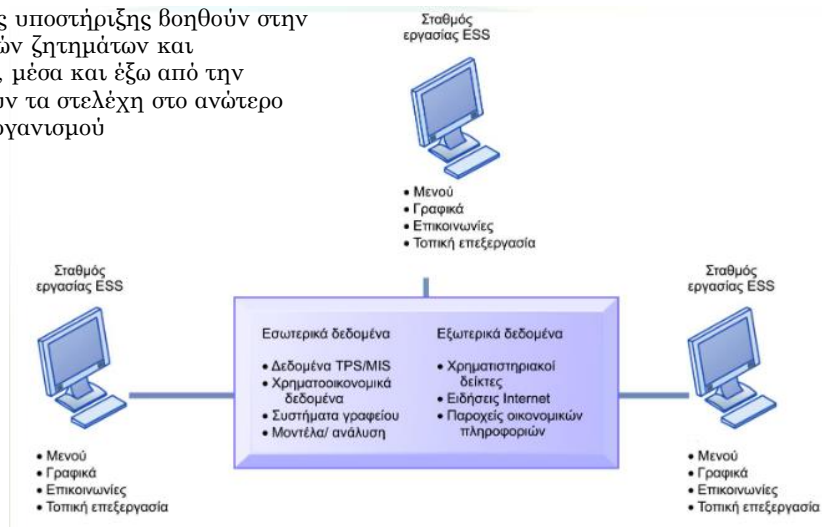 ς υποστήριξης βοηθούν στην
ών ζητημάτων και
, μέσα και έξω από την
ύν τα στελέχη στο ανώτερο
ργανισμού
Σταθμός
εργασίας ESS
• Μενού
• Γραφικά
• Επικοινωνίες
• Τοπική επεξεργασία
Σταθμός
εργασίας ESS
• Μενού
• Γραφικά
• Επικοινωνίες
• Τοπική επεξεργασία
Εσωτερικά δεδομένα
• Δεδομένα TPS/MIS
• Χρηματοοικονομικά
δεδομένα
• Συστήματα γραφείου
• Μοντέλα/ ανάλυση
Εξωτερικά δεδομένα
• Χρηματιστηριακοί
δείκτες
• Ειδήσεις Internet
• Παροχείς οικονομικών
πληροφοριών
Σταθμός
εργασίας ESS
• Μενού
• Γραφικά
• Επικοινωνίες
• Τοπική επεξεργασία